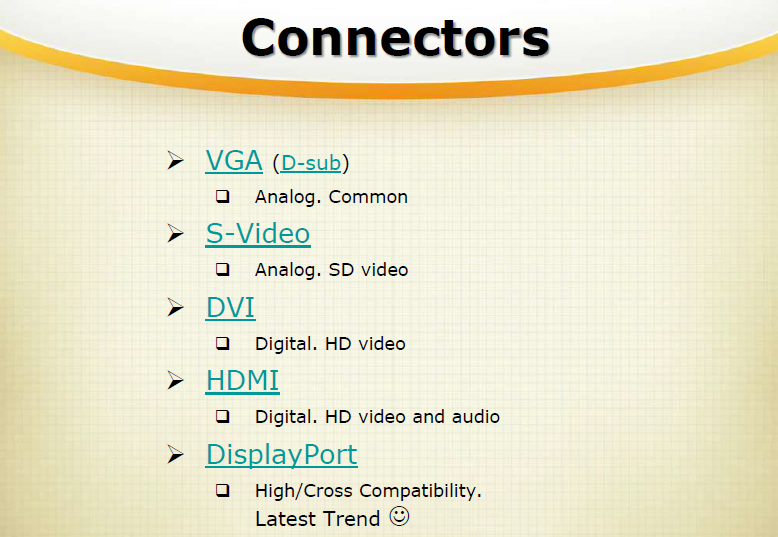 Connectors
VGA (D-sub)
Analog. Common
S-Video
Analog. SD video
DVI
Digital. HD video
HDMI
Digital. HD video and audio
DisplayPort
High/Cross Compatibility.
Latest Trend ☺